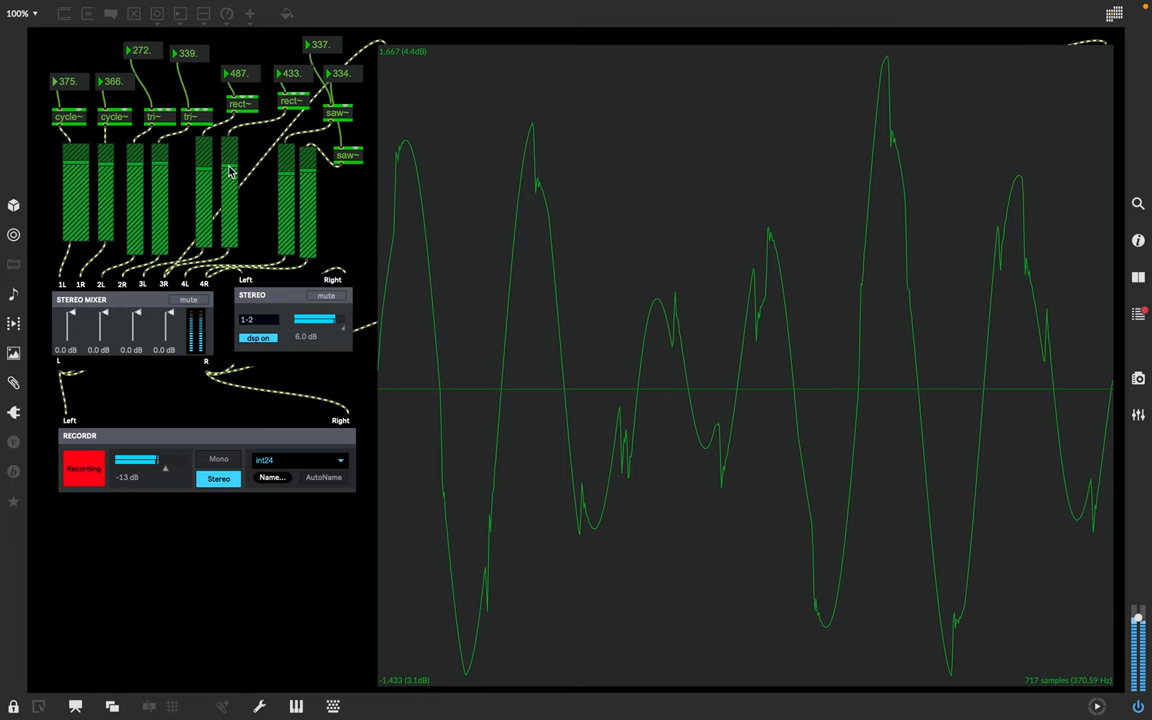 100%
272.
339.
337.
375.
366.
487.
433.
334.
cycle~
cycle~
tri~
tri~
rect~
rect~
saw~
saw~
1L 1R 2L 2R 3L 3R 4L 4R
Left
Right
STEREO MIXER
mute
0.0 dB 0.0 dB 0.0 dB 0.0 dB
L
R
STEREO
mute
1-2
dsp on
6.0 dB
Left
Right
RECORDR
Recording
-13 dB
Mono
Stereo
int24
Name...
AutoName
1.667 (4.4dB)
-1.433 (3.1dB)
717 samples (370.59 Hz)